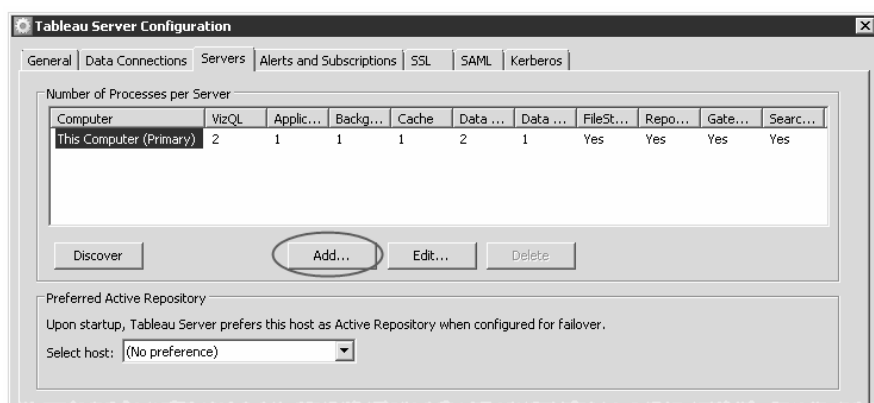 Tableau Server Configuration
General Data Connections Servers Alerts and Subscriptions SSL SAML Kerberos
Number of Processes per Server
Computer VizQL Applic... Backg... Cache Data ... Data ... FileSt... Repo... Gate... Searc...
This Computer (Primary) 2 1 1 1 2 1 Yes Yes Yes Yes
Discover Add... Edit... Delete
Preferred Active Repository
Upon startup, Tableau Server prefers this host as Active Repository when configured for failover.
Select host: (No preference)